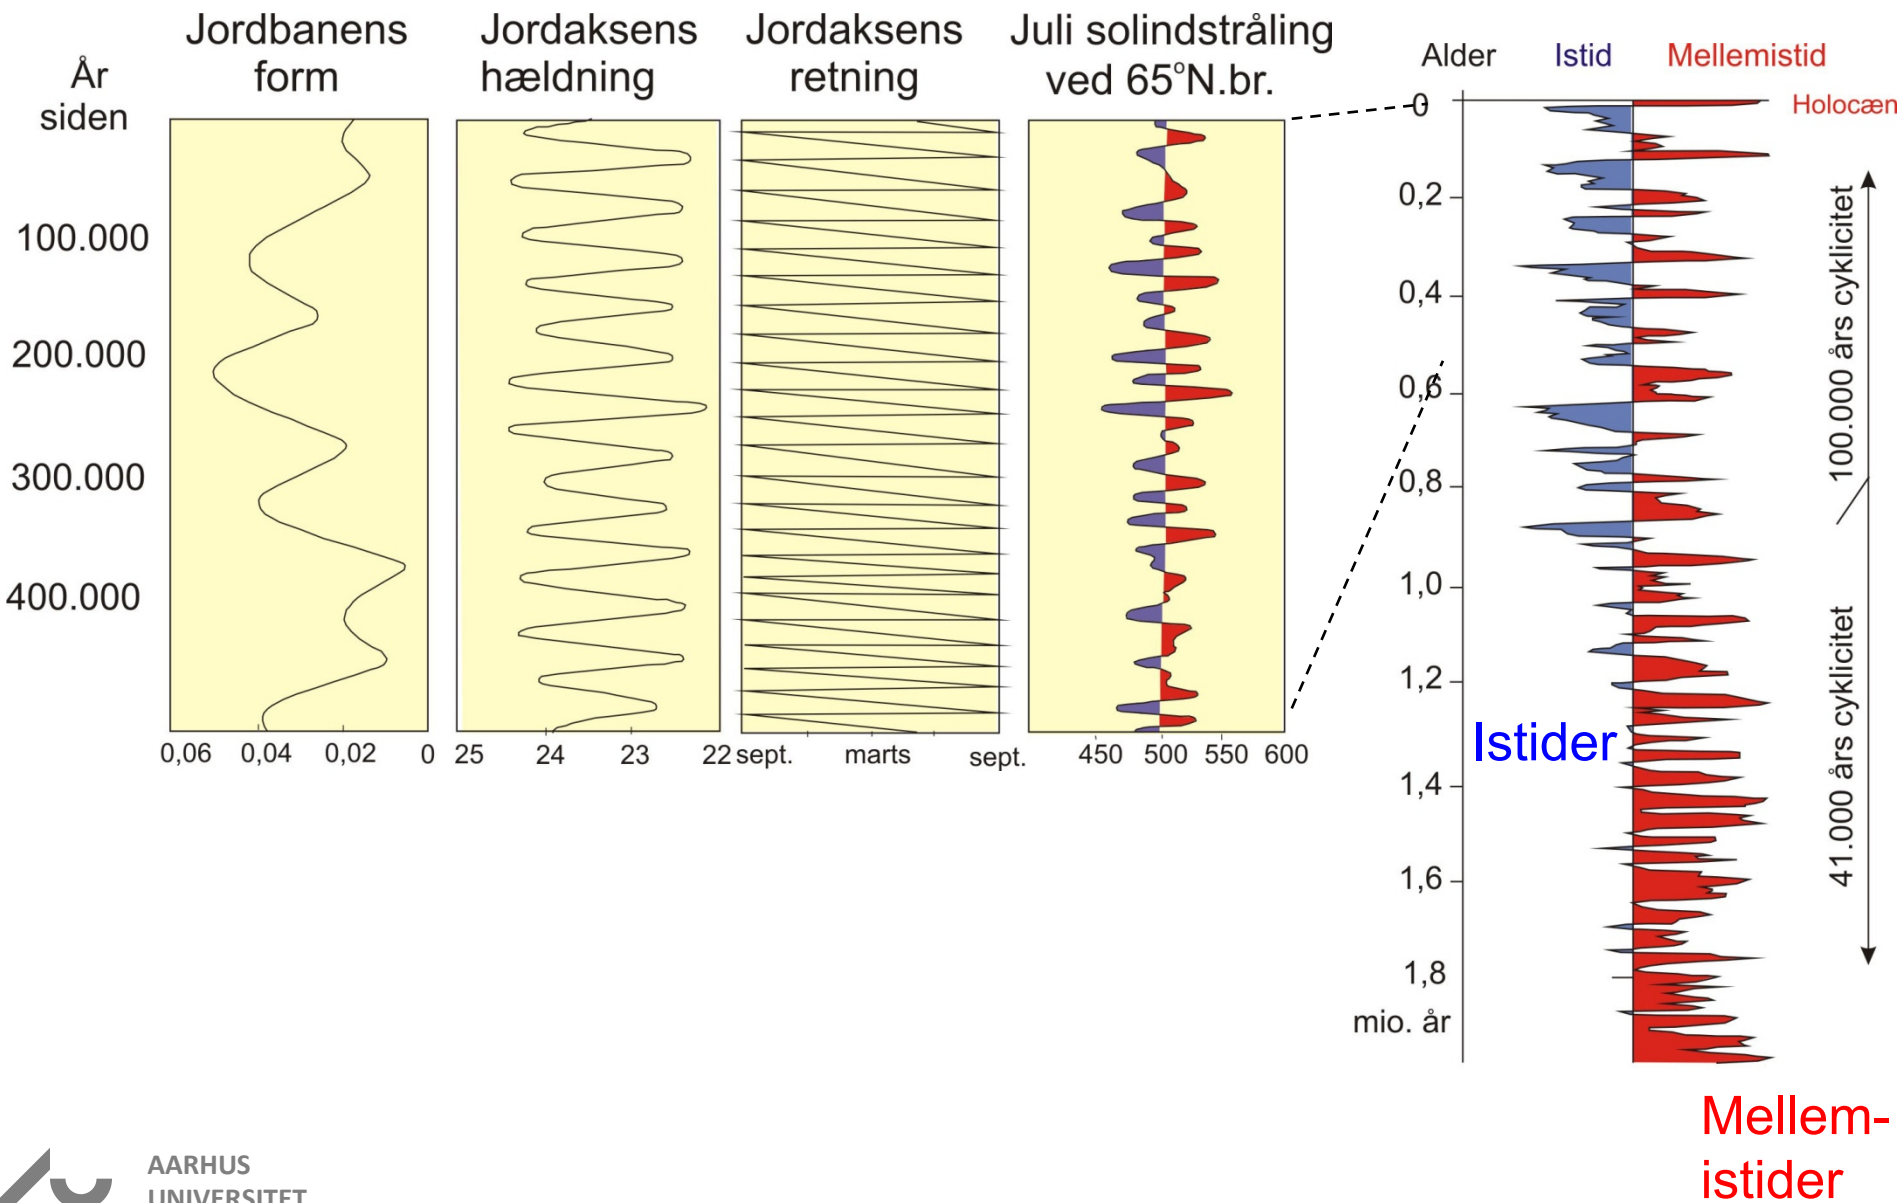 Jordbanens
form
Jordaksens
hældning
Jordaksens
retning
Juli solindstråling
ved 65°N.br.
År
siden
100.000
200.000
300.000
400.000
0,06 0,04 0,02 0
25 24 23 22
sept. marts sept.
450 500 550 600
Alder Istid Mellemistid
Holocæn
0
0,2
0,4
0,6
0,8
1,0
1,2
1,4
1,6
1,8
mio. år
100.000 års cyklicitet
41.000 års cyklicitet
Istider
Mellem-
istider
AARHUS
UNIVERSITET